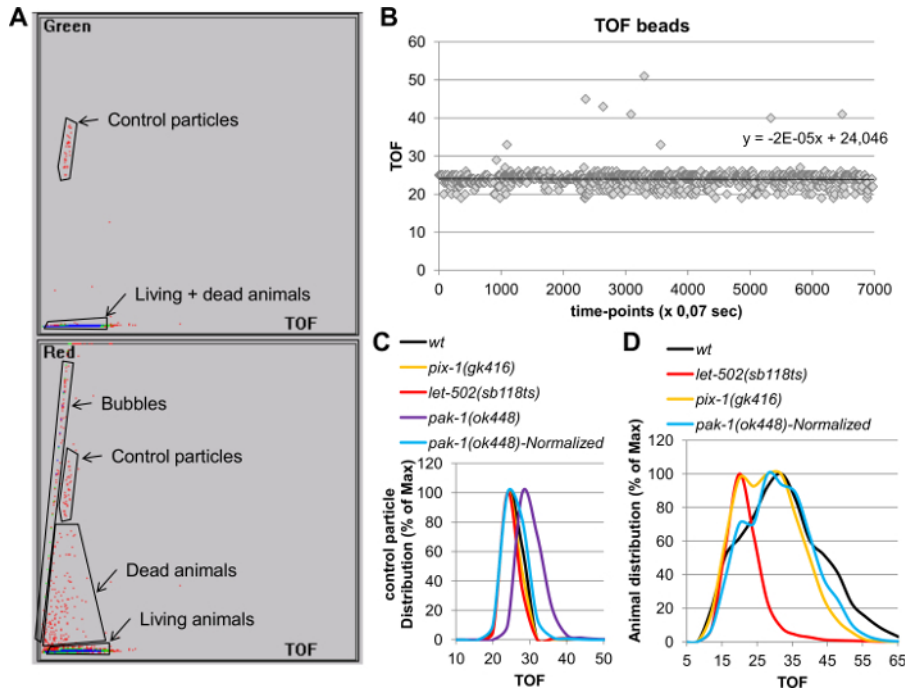 A
Green
Control particles
Living + dead animals
TOF
Red
Bubbles
Control particles
Dead animals
Living animals
TOF
B
TOF beads
60
50
40
30
20
10
0
TOF
y = -2E-05x + 24,046
0 1000 2000 3000 4000 5000 6000 7000
time-points (x 0,07 sec)
C
wt
pix-1(gk416)
let-502(sb118ts)
pak-1(ok448)
pak-1(ok448)-Normalized
control particle
Distribution (% of Max)
120
100
80
60
40
20
0
10 20 30 40 50
TOF
D
wt
let-502(sb118ts)
pix-1(gk416)
pak-1(ok448)-Normalized
Animal distribution (% of Max)
120
100
80
60
40
20
0
5 15 25 35 45 55 65
TOF